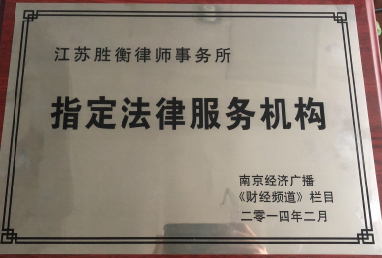 江苏胜衡律师事务所
指定法律服务机构
南京经济广播
《财经频道》栏目
二零一四年二月